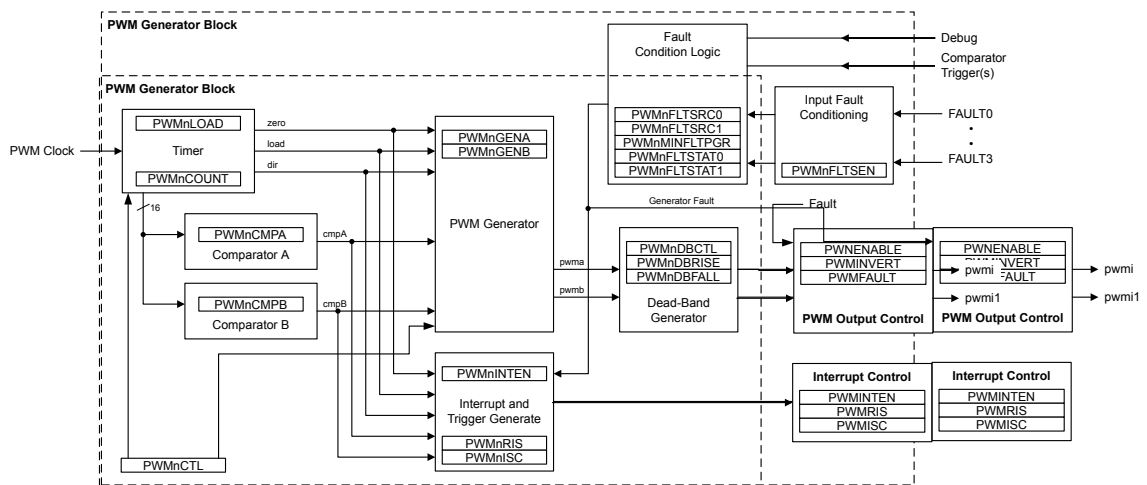 PWM Generator Block
PWM Generator Block
Fault
Condition Logic
PWMnFLTSRC0
PWMnFLTSRC1
PWMnMINFLTPGR
PWMnFLTSTAT0
PWMnFLTSTAT1
Debug
Comparator
Trigger(s)
Input Fault
Conditioning
PWMnFLTSEN
FAULT0
•
•
FAULT3
PWM Clock
PWMnLOAD
Timer
PWMnCOUNT
16
zero
load
dir
PWMnCMPA
Comparator A
cmpA
PWMnCMPB
Comparator B
cmpB
PWMnGENA
PWMnGENB
PWM Generator
pwma
pwmb
Generator Fault
Fault
PWMnDBCTL
PWMnDBRISE
PWMnDBFALL
Dead-Band
Generator
PWNENABLE
PWMINVERT
PWMFAULT
PWM Output Control
pwmi
pwmi1
PWNENABLE
PWMINVERT
FAULT
PWM Output Control
pwmi
pwmi1
PWMnINTEN
Interrupt and
Trigger Generate
PWMnRIS
PWMnISC
Interrupt Control
PWMINTEN
PWMRIS
PWMISC
Interrupt Control
PWMINTEN
PWMRIS
PWMISC
PWMnCTL